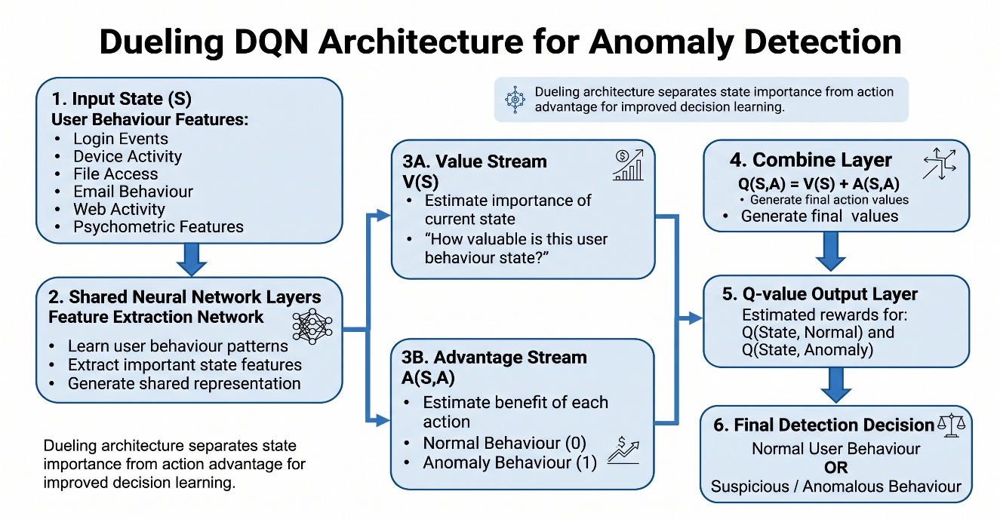 Dueling DQN Architecture for Anomaly Detection
1. Input State (S)
User Behaviour Features:
• Login Events
• Device Activity
• File Access
• Email Behaviour
• Web Activity
• Psychometric Features
2. Shared Neural Network Layers
Feature Extraction Network
• Learn user behaviour patterns
• Extract important state features
• Generate shared representation
Dueling architecture separates state
importance from action advantage for
improved decision learning.
Dueling architecture separates state importance from action
advantage for improved decision learning.
3A. Value Stream
V(S)
• Estimate importance of
current state
• “How valuable is this user
behaviour state?”
3B. Advantage Stream
A(S,A)
• Estimate benefit of each
action
• Normal Behaviour (0)
• Anomaly Behaviour (1)
4. Combine Layer
Q(S,A) = V(S) + A(S,A)
• Generate final action values
• Generate final values
5. Q-value Output Layer
Estimated rewards for:
Q(State, Normal) and
Q(State, Anomaly)
6. Final Detection Decision
Normal User Behaviour
OR
Suspicious / Anomalous Behaviour